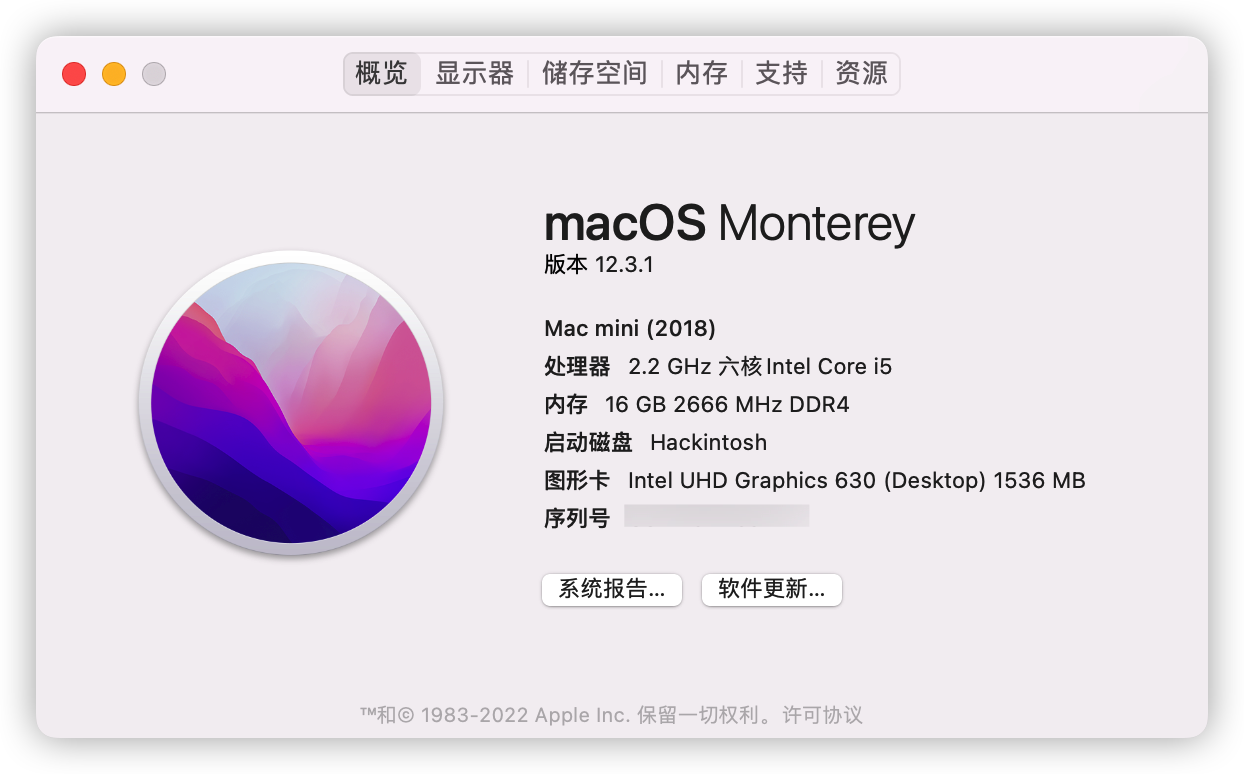 概览 显示器 储存空间 内存 支持 资源
macOS Monterey
版本 12.3.1
Mac mini (2018)
处理器 2.2 GHz 六核Intel Core i5
内存 16 GB 2666 MHz DDR4
启动磁盘 Hackintosh
图形卡 Intel UHD Graphics 630 (Desktop) 1536 MB
序列号
系统报告... 软件更新...
™和© 1983-2022 Apple Inc. 保留一切权利。许可协议